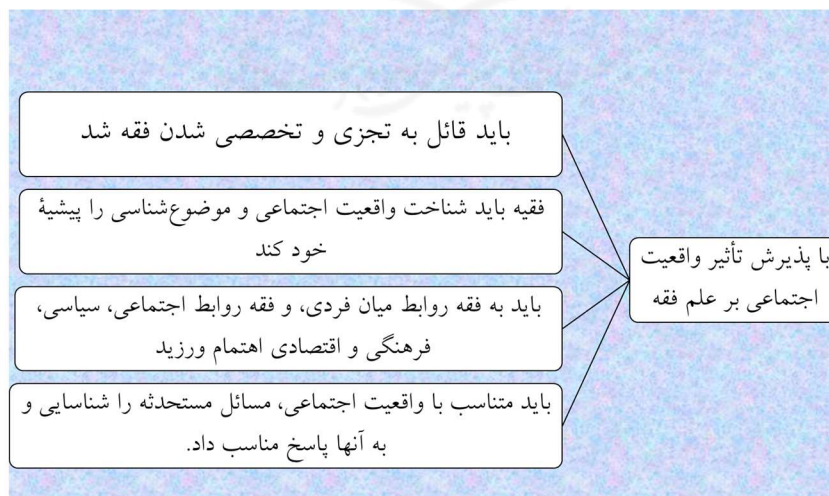 با پذیرش تأثیر واقعیت
اجتماعی بر علم فقه
باید قائل به تجزی و تخصصی شدن فقه شد
فقیه باید شناخت واقعیت اجتماعی و موضوع‌شناسی را پیشیۀ
خود کند
باید به فقه روابط میان فردی، و فقه روابط اجتماعی، سیاسی،
فرهنگی و اقتصادی اهتمام ورزید
باید متناسب با واقعیت اجتماعی، مسائل مستحدثه را شناسایی و
به آنها پاسخ مناسب داد.